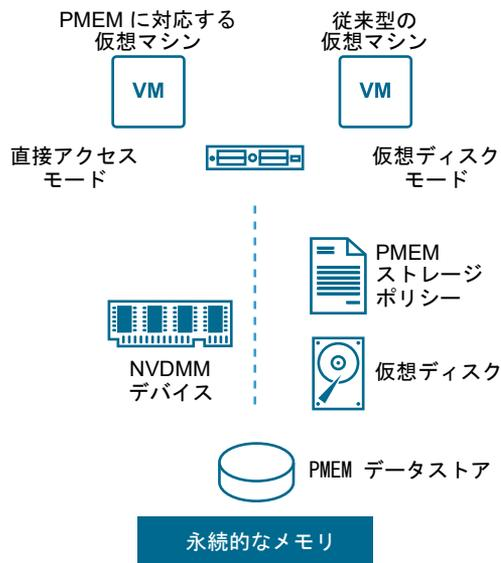 PMEM に対応する
仮想マシン
従来型の
仮想マシン
VM
VM
直接アクセス
モード
仮想ディスク
モード
PMEM
ストレージ
ポリシー
NVDMM
デバイス
仮想ディスク
PMEM データストア
永続的なメモリ